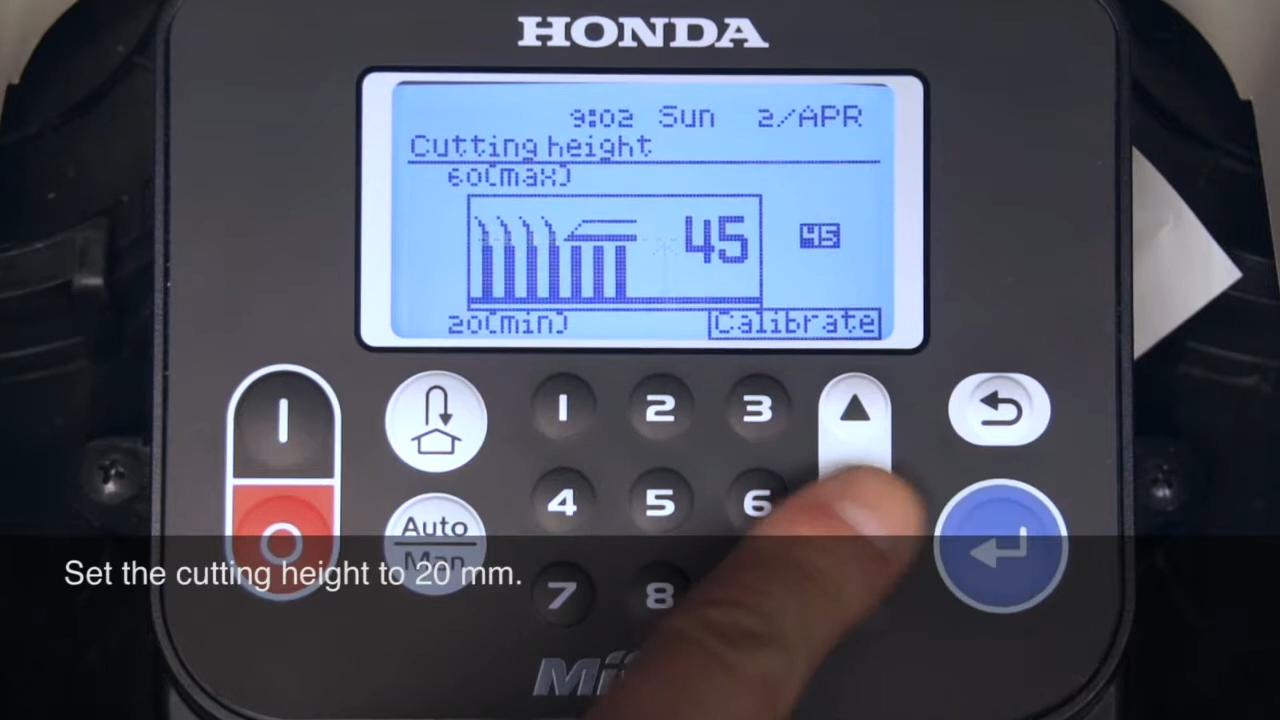 HONDA
9:02 Sun 2/APR
Cutting height
60(max)
45
45
20(min)
Calibrate
1 2 3
4 5 6
Auto
Man
Set the cutting height to 20 mm.
7 8